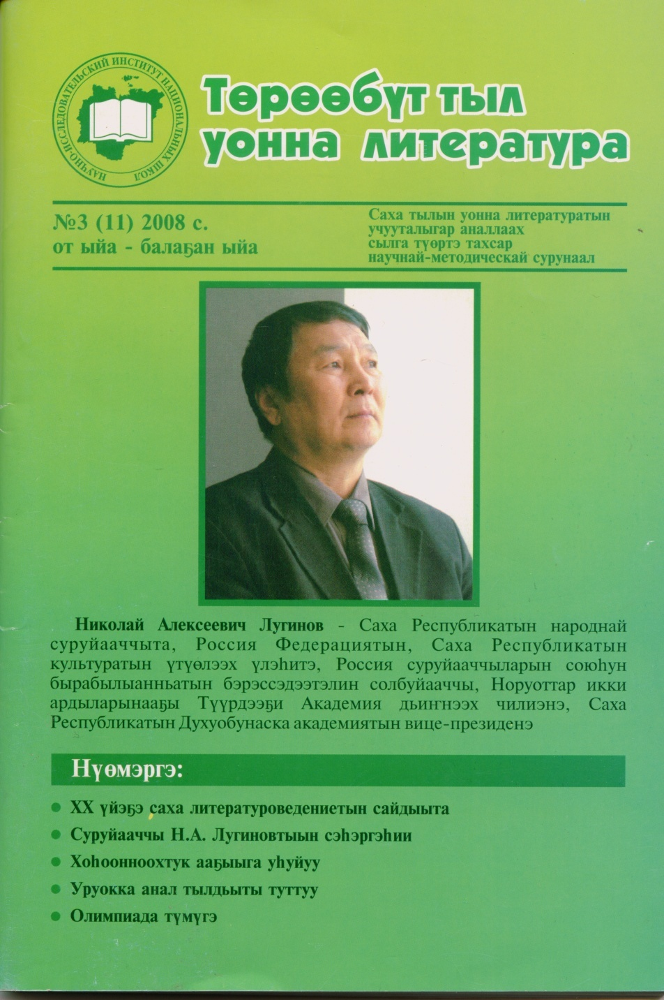 НАУЧНО-ИССЛЕДОВАТЕЛЬСКИЙ ИНСТИТУТ НАЦИОНАЛЬНЫХ ШКОЛ
Төрөөбүт тыл
уонна литература
№3 (11) 2008 с.
от ыйа - балаҕан ыйа
Саха тылын уонна литературатын
учууталыгар аналлаах
сылга түөртэ тахсар
научнай-методическай сурунаал
Николай Алексеевич Лугинов - Саха Республикатын народнай
суруйааччыта, Россия Федерациятын, Саха Республикатын
культуратын үтүөлээх үлэһитэ, Россия суруйааччыларын союһун
бырабылыанньатын бэрэссэдээтэлин солбуйааччы, Норуоттар икки
ардыларынааҕы Түүрдээҕи Академия дьиҥнээх чилиэнэ, Саха
Республикатын Духуобунаска академиятын вице-президенэ
Нүөмэргэ:
• XX үйэҕэ саха литературоведениетын сайдыыта
• Суруйааччы Н.А. Лугиновтыын сэһэргэһии
• Хоһоонноохтук ааҕыыга уһуйуу
• Уруокка анал тылдьыты туттуу
• Олимпиада түмүгэ